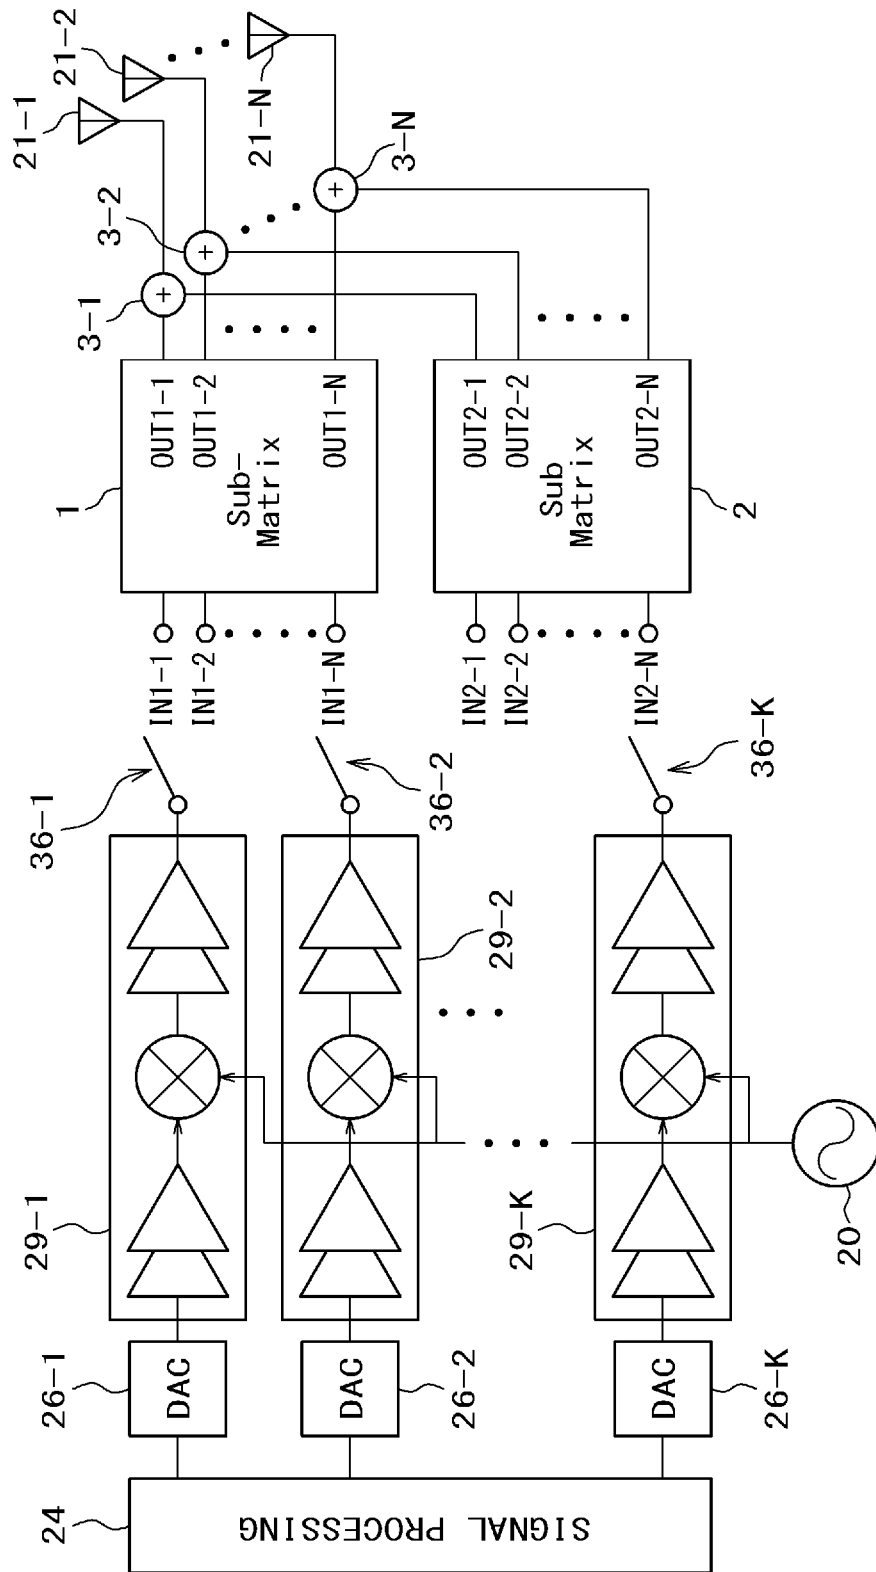 21-1
21-2
21-N
3-1
3-2
3-N
1
OUT1-1
OUT1-2
OUT1-N
Sub-
Matrix
2
OUT2-1
OUT2-2
OUT2-N
Sub
Matrix
IN1-1
IN1-2
IN1-N
IN2-1
IN2-2
IN2-N
36-1
36-2
36-K
29-1
29-2
29-K
20
26-1
DAC
26-2
DAC
26-K
DAC
24
SIGNAL PROCESSING